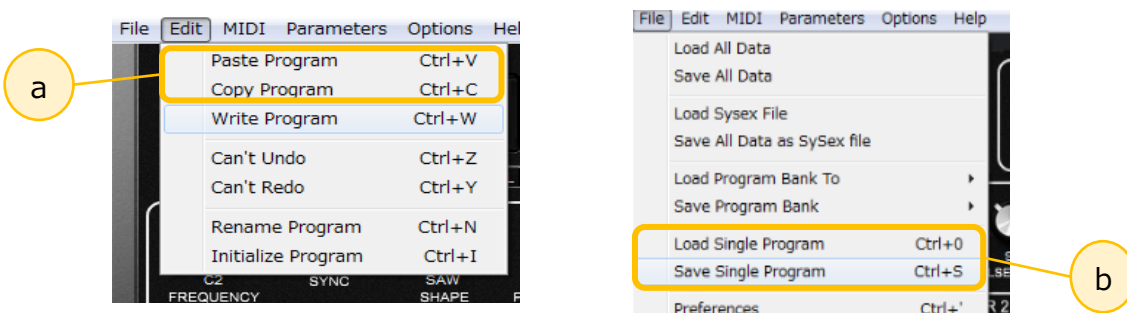 File Edit MIDI Parameters Options Hel
Paste Program Ctrl+V
Copy Program Ctrl+C
Write Program Ctrl+W
Can't Undo Ctrl+Z
Can't Redo Ctrl+Y
Rename Program Ctrl+N
Initialize Program Ctrl+I
C2 SYNC SAW
FREQUENCY SHAPE
a
File Edit MIDI Parameters Options Help
Load All Data
Save All Data
Load Sysex File
Save All Data as SySex file
Load Program Bank To
Save Program Bank
Load Single Program Ctrl+0
Save Single Program Ctrl+S
Preferences Ctrl+'
R 2
b